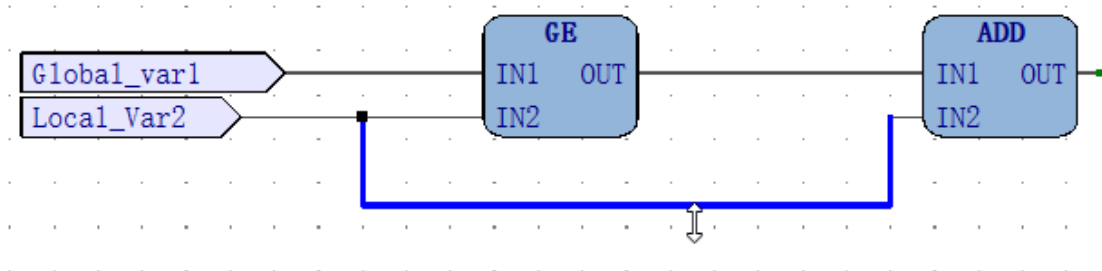 GE
ADD
Global_var1
IN1 OUT
IN1 OUT
Local_Var2
IN2
IN2